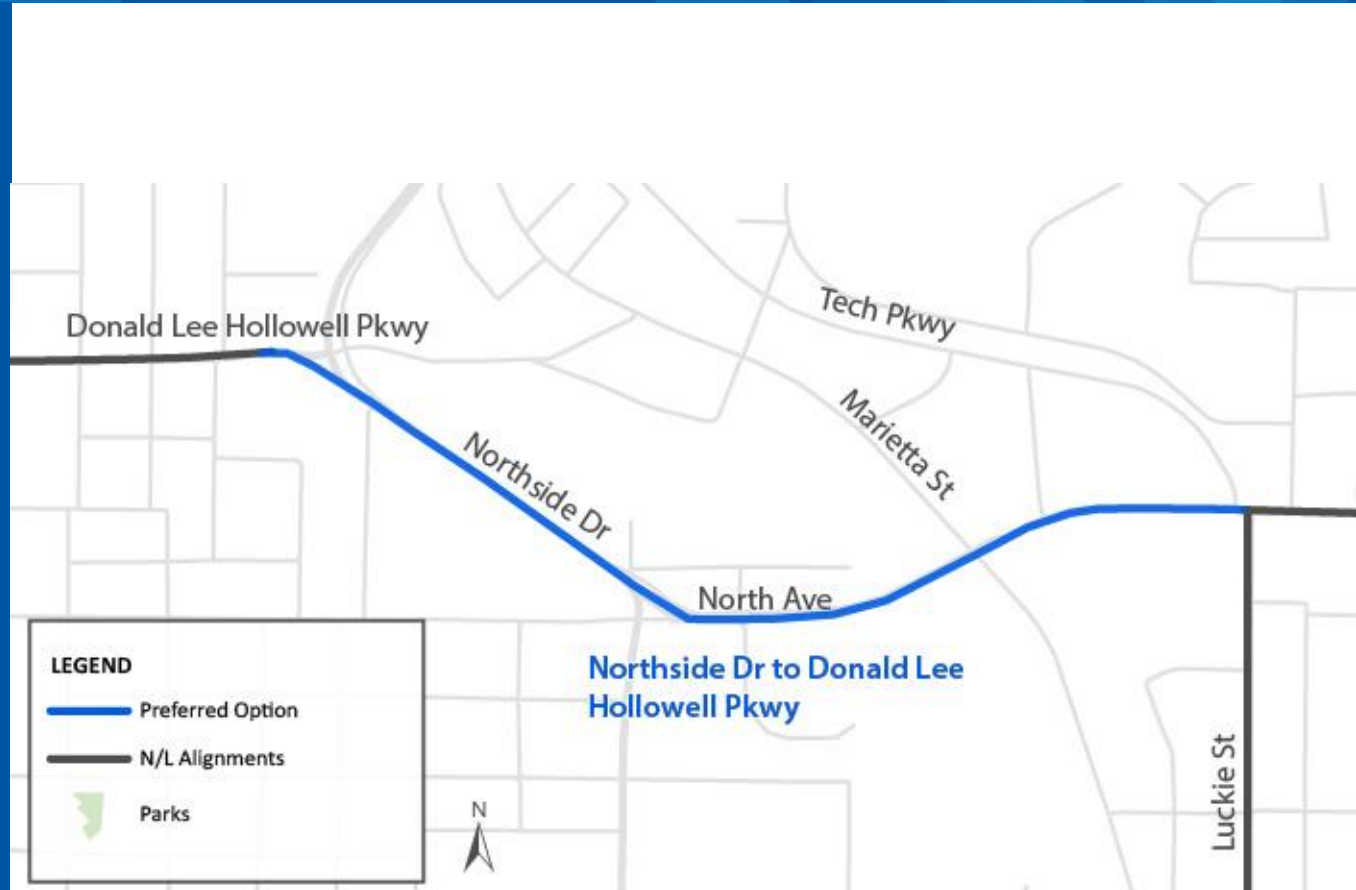 Donald Lee Hollowell Pkwy
Tech Pkwy
Marietta St
Northside Dr
North Ave
Northside Dr to Donald Lee
Hollowell Pkwy
LEGEND
Preferred Option
N/L Alignments
Parks
N
Luckie St